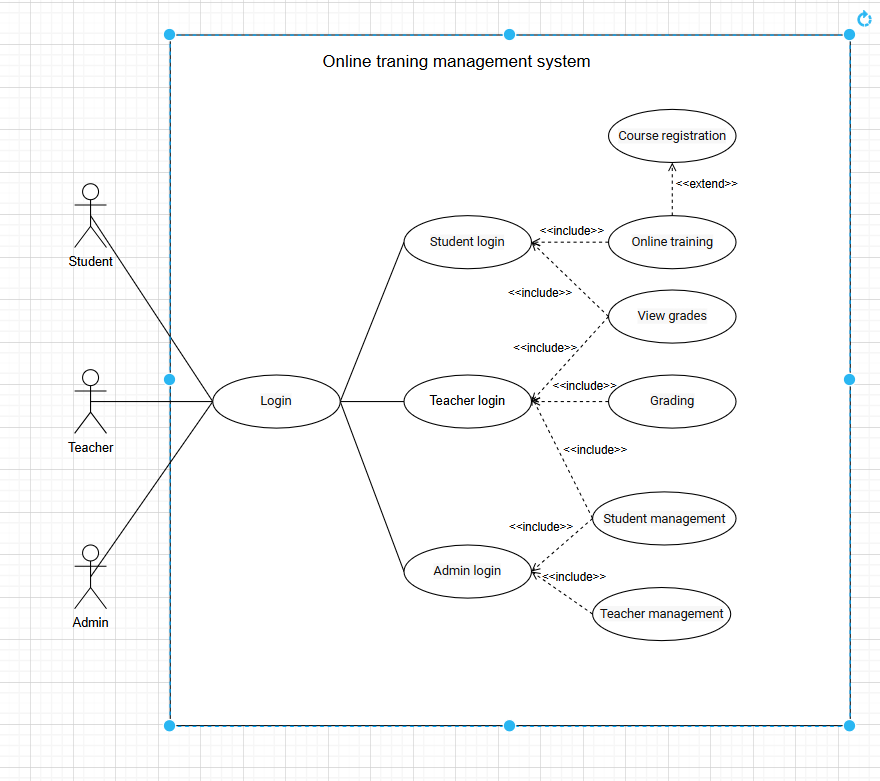 Online traning management system
Course registration
<<extend>>
Student
Student login
<<include>>
Online training
<<include>>
View grades
<<include>>
<<include>>
Teacher
Login
Teacher login
Grading
<<include>>
<<include>>
Student management
Admin
Admin login
<<include>>
Teacher management